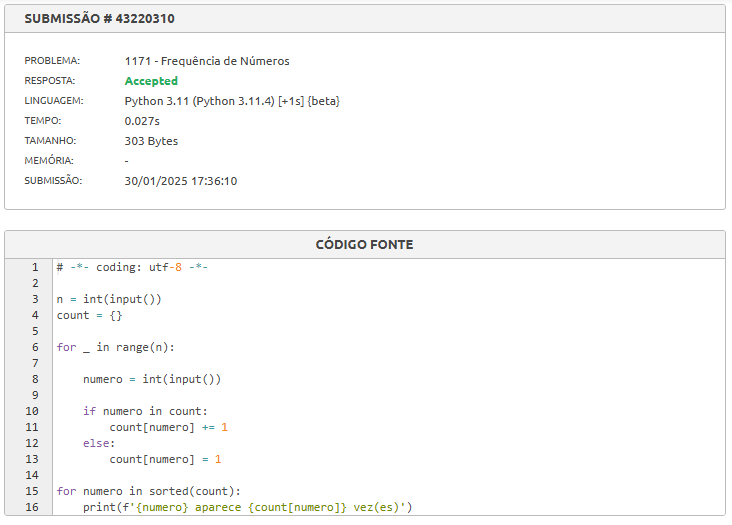 SUBMISSÃO # 43220310
PROBLEMA: 1171 - Frequência de Números
RESPOSTA: Accepted
LINGUAGEM: Python 3.11 (Python 3.11.4) [+1s] {beta}
TEMPO: 0.027s
TAMANHO: 303 Bytes
MEMÓRIA: -
SUBMISSÃO: 30/01/2025 17:36:10
CÓDIGO FONTE
1 # -*- coding: utf-8 -*-
2
3 n = int(input())
4 count = {}
5
6 for _ in range(n):
7
8     numero = int(input())
9
10     if numero in count:
11         count[numero] += 1
12     else:
13         count[numero] = 1
14
15 for numero in sorted(count):
16     print(f'{numero} aparece {count[numero]} vez(es)')